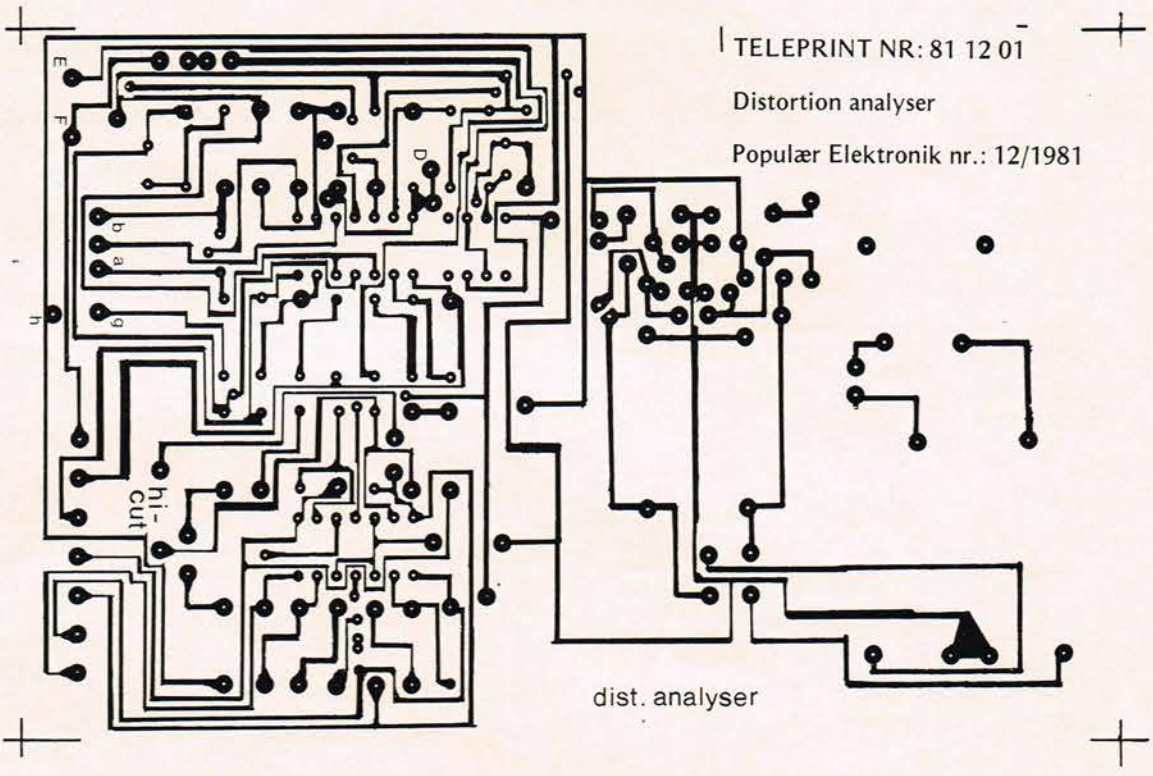 TELEPRINT NR: 81 12 01
Distortion analyser
Populær Elektronik nr.: 12/1981
E
F
D
b
a
g
h
hi-
cut
dist. analyser